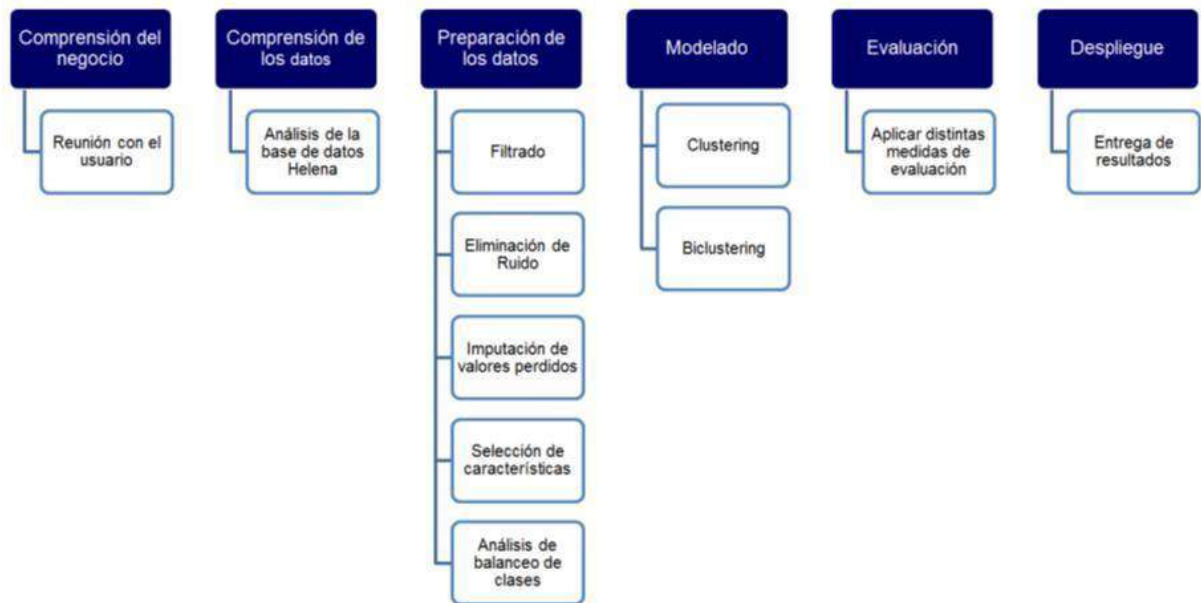 Comprensión del
negocio
Reunión con el
usuario
Comprensión de
los datos
Análisis de la
base de datos
Helena
Preparación de
los datos
Filtrado
Eliminación de
Ruido
Imputación de
valores perdidos
Selección de
características
Análisis de
balanceo de
clases
Modelado
Clustering
Biclustering
Evaluación
Aplicar distintas
medidas de
evaluación
Despliegue
Entrega de
resultados